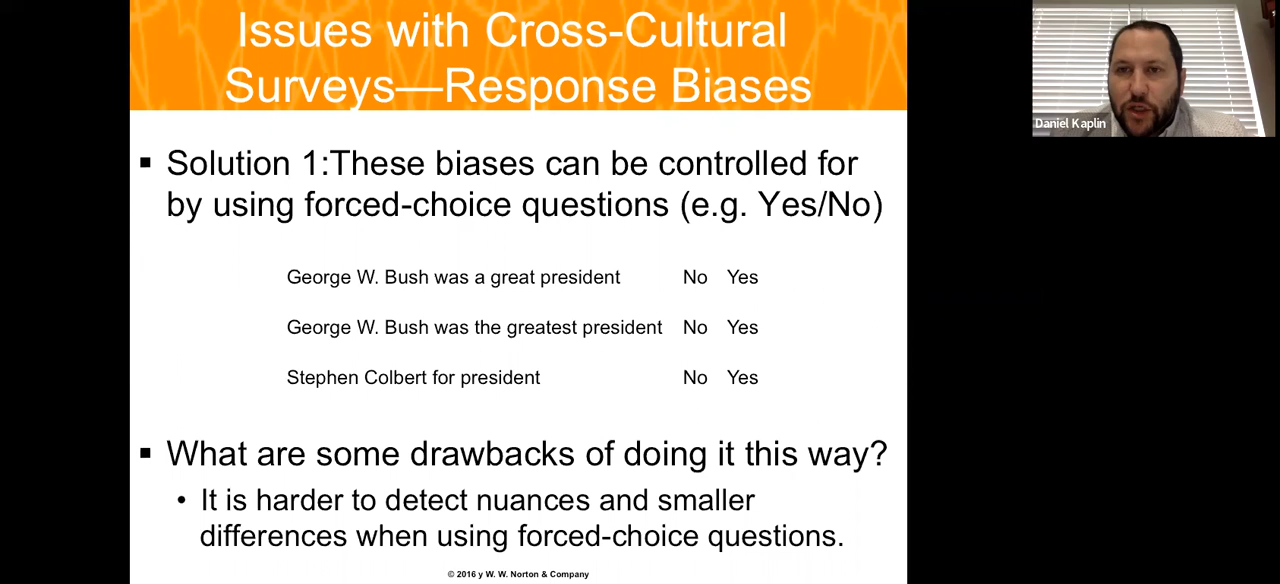 Issues with Cross-Cultural
Surveys—Response Biases
▪ Solution 1:These biases can be controlled for
by using forced-choice questions (e.g. Yes/No)
George W. Bush was a great president No Yes
George W. Bush was the greatest president No Yes
Stephen Colbert for president No Yes
▪ What are some drawbacks of doing it this way?
• It is harder to detect nuances and smaller
differences when using forced-choice questions.
© 2016 y W. W. Norton & Company
Daniel Kaplin